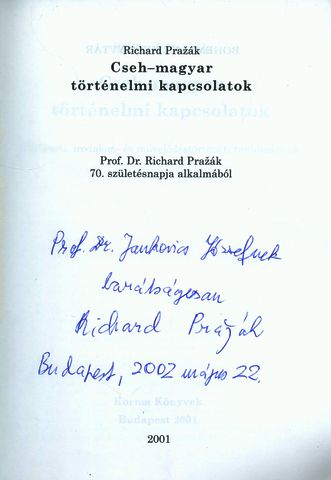 Richard Pražák
Cseh–magyar
történelmi kapcsolatok
Prof. Dr. Richard Pražák
70. születésnapja alkalmából
Prof. Dr. Jankovics Józsefnek
barátságosan
Richard Pražák
Budapest, 2002 május 22.
Korma Könyvek
Budapest 2001
2001